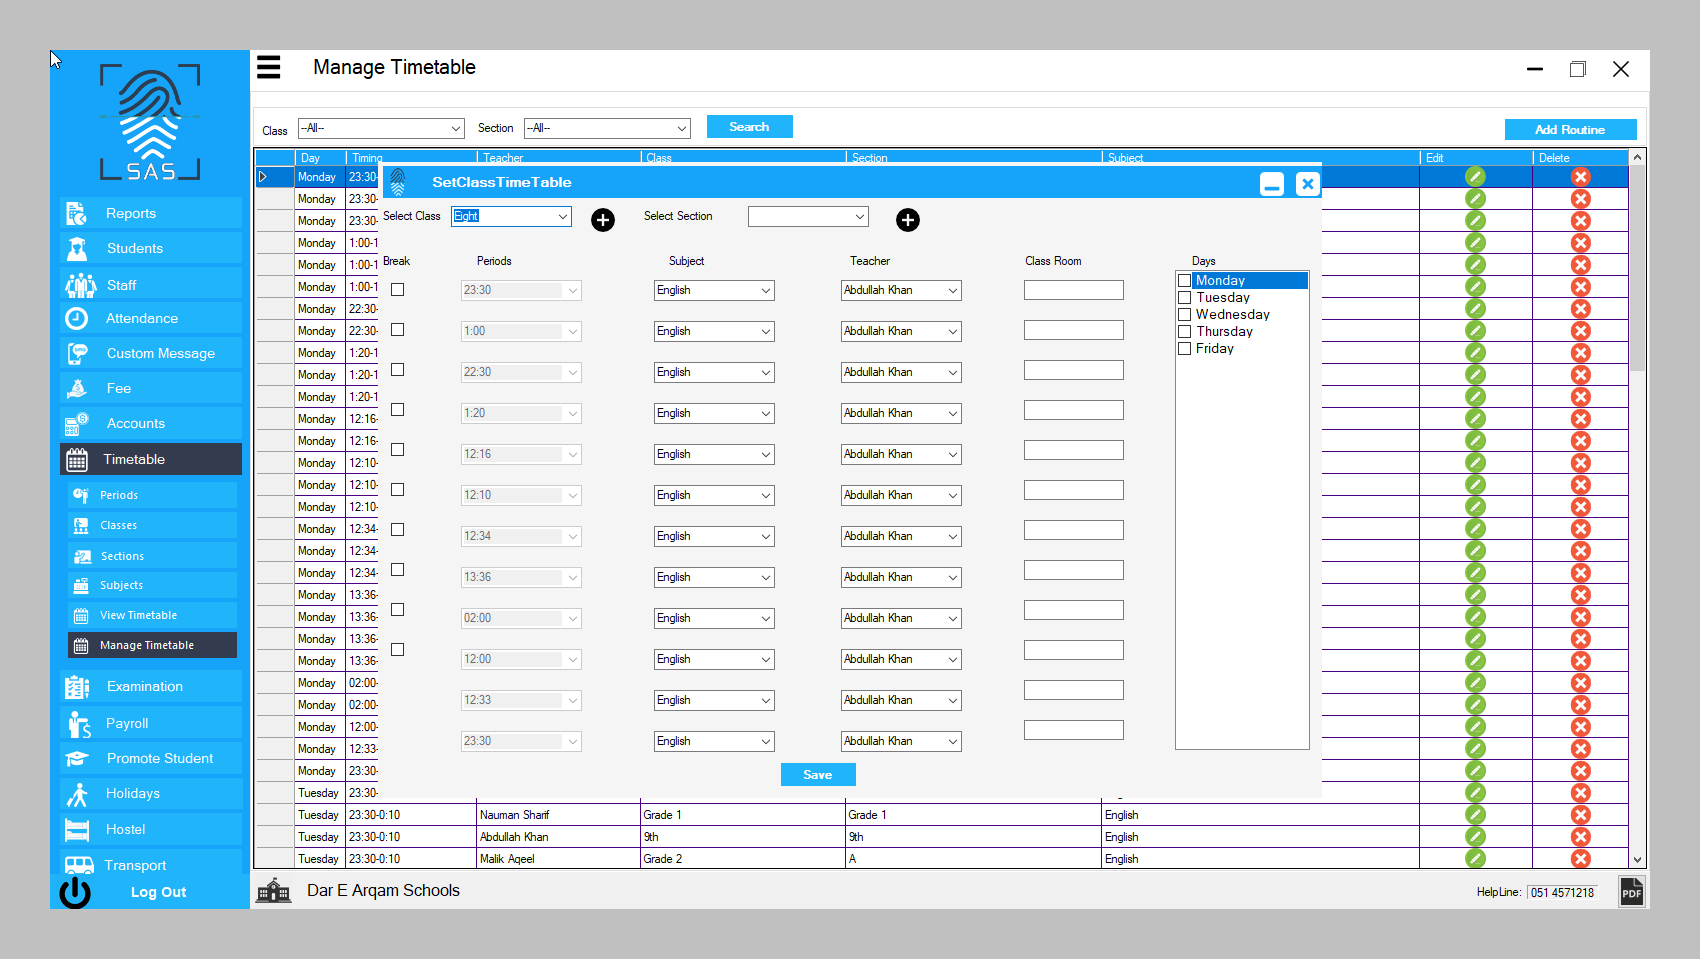 Manage Timetable
SAS
Class --All-- Section --All-- Search Add Routine
Day Timing Teacher Class Section Subject Edit Delete
Reports
Students
Staff
Attendance
Custom Message
Fee
Accounts
Timetable
Periods
Classes
Sections
Subjects
View Timetable
Manage Timetable
Examination
Payroll
Promote Student
Holidays
Hostel
Transport
Log Out
Monday 23:30-
Monday 23:30-
Monday 23:30-
Monday 1:00-1
Monday 1:00-1
Monday 1:00-1
Monday 22:30-
Monday 22:30-
Monday 1:20-1
Monday 1:20-1
Monday 1:20-1
Monday 12:16-
Monday 12:16-
Monday 12:10-
Monday 12:10-
Monday 12:10-
Monday 12:34-
Monday 12:34-
Monday 12:34-
Monday 13:36-
Monday 13:36-
Monday 13:36-
Monday 13:36-
Monday 02:00-
Monday 02:00-
Monday 12:00-
Monday 12:33-
Monday 23:30-
Tuesday 23:30-
Tuesday 23:30-0:10 Nauman Sharif Grade 1 Grade 1 English
Tuesday 23:30-0:10 Abdullah Khan 9th 9th English
Tuesday 23:30-0:10 Malik Aqeel Grade 2 A English
SetClassTimeTable
Select Class Eight Select Section
Break Periods Subject Teacher Class Room Days
23:30 English Abdullah Khan
1:00 English Abdullah Khan
22:30 English Abdullah Khan
1:20 English Abdullah Khan
12:16 English Abdullah Khan
12:10 English Abdullah Khan
12:34 English Abdullah Khan
13:36 English Abdullah Khan
02:00 English Abdullah Khan
12:00 English Abdullah Khan
12:33 English Abdullah Khan
23:30 English Abdullah Khan
Monday
Tuesday
Wednesday
Thursday
Friday
Save
Dar E Arqam Schools
HelpLine: 051 4571218
PDF